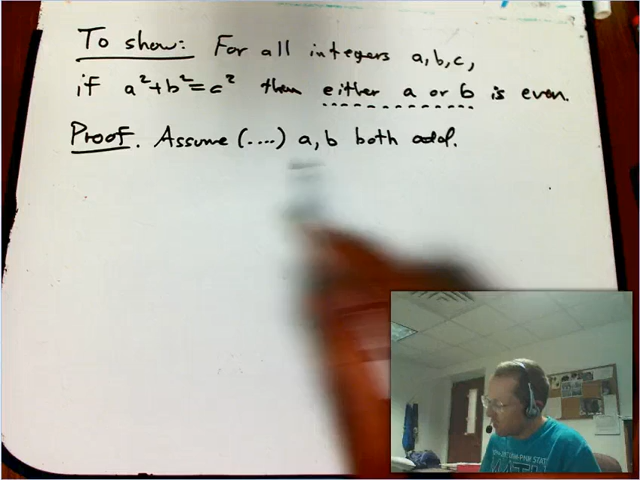 To show: For all integers a, b, c,
if a² + b² = c² then either a or b is even.
Proof. Assume (....) a, b both odd.